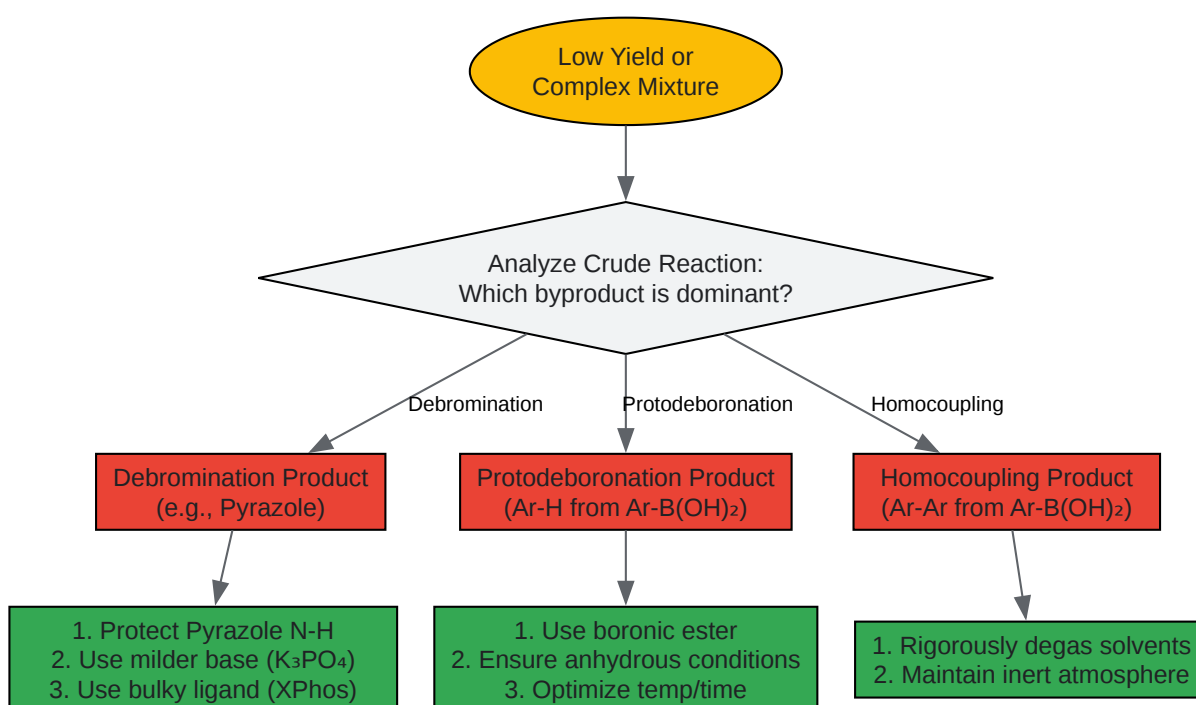 Low Yield or
Complex Mixture
Analyze Crude Reaction:
Which byproduct is dominant?
Debromination
Protodeboronation
Homocoupling
Debromination Product
(e.g., Pyrazole)
Protodeboronation Product
(Ar-H from Ar-B(OH)₂)
Homocoupling Product
(Ar-Ar from Ar-B(OH)₂)
1. Protect Pyrazole N-H
2. Use milder base (K₃PO₄)
3. Use bulky ligand (XPhos)
1. Use boronic ester
2. Ensure anhydrous conditions
3. Optimize temp/time
1. Rigorously degas solvents
2. Maintain inert atmosphere